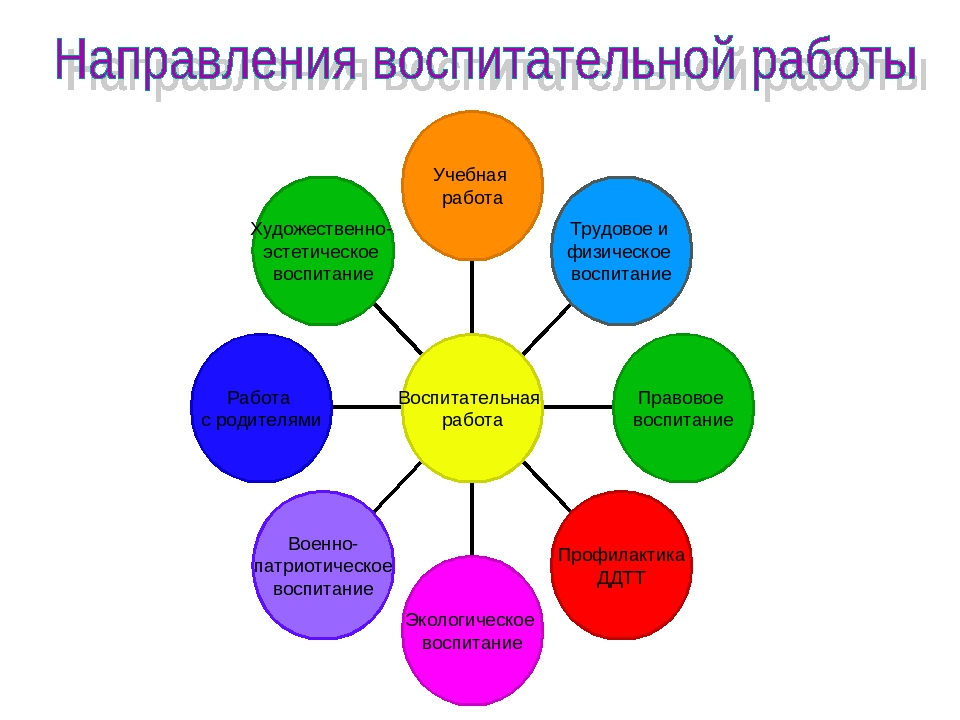 Направления воспитательной работы
Учебная
работа
Трудовое и
физическое
воспитание
Правовое
воспитание
Профилактика
ДДТТ
Экологическое
воспитание
Военно-
патриотическое
воспитание
Работа
с родителями
Художественно-
эстетическое
воспитание
Воспитательная
работа